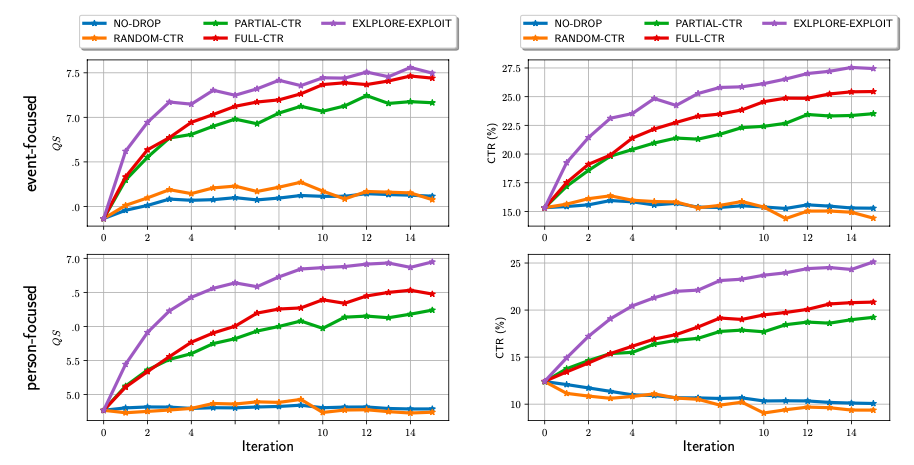 NO-DROP PARTIAL-CTR EXLPLORE-EXPLOIT
RANDOM-CTR FULL-CTR
NO-DROP PARTIAL-CTR EXLPLORE-EXPLOIT
RANDOM-CTR FULL-CTR
event-focused
QS
7.5
7.0
.5
.0
0 2 4 10 12 14
CTR (%)
27.5
25.0
22.5
20.0
17.5
15.0
0 2 4 10 12 14
person-focused
QS
7.0
.5
.0
5.5
5.0
0 2 4 10 12 14
Iteration
CTR (%)
25
20
15
10
0 2 4 10 12 14
Iteration